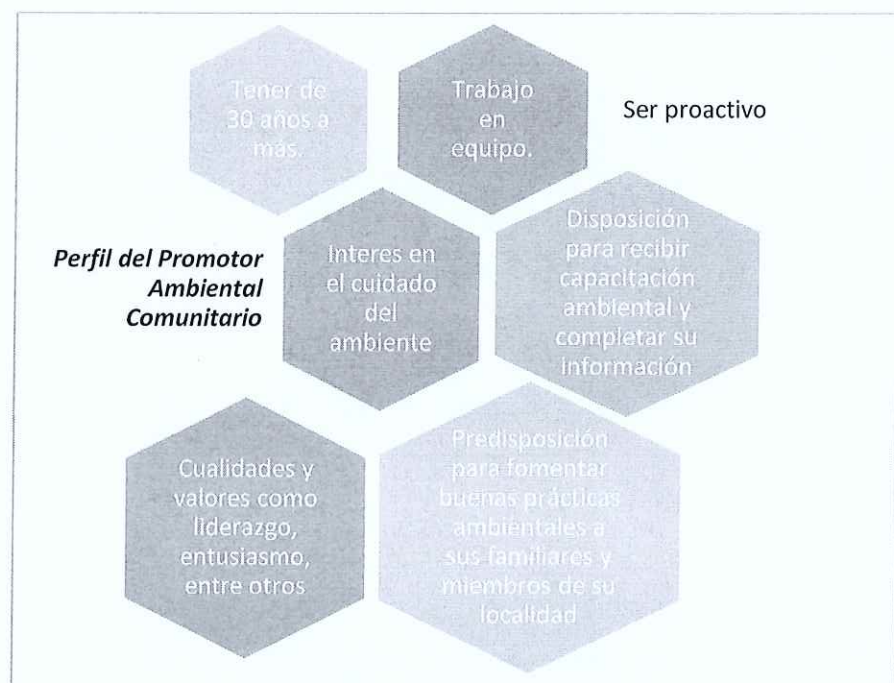 Tener de
30 años a
mas.
Trabajo
en
equipo.
Ser proactivo
Perfil del Promotor
Ambiental
Comunitario
Interes en
el cuidado
del
ambiente
Disposición
para recibir
capacitación
ambiental y
completar su
información
Cualidades y
valores como
liderazgo,
entusiasmo,
entre otros
Predisposición
para fomentar
buenas prácticas
ambientales a
sus familiares y
miembros de su
localidad